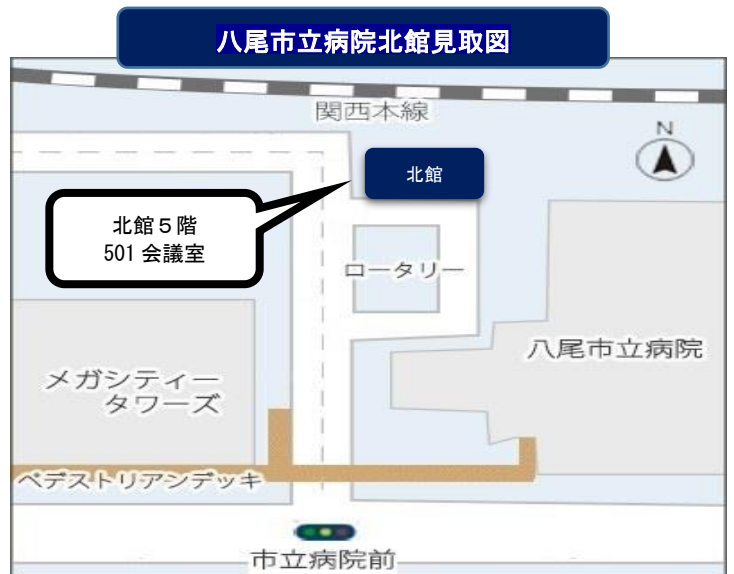 八尾市立病院北館見取図
関西本線
N
北館
北館５階
501 会議室
ロータリー
八尾市立病院
メガシティー
タワーズ
ペデストリアンデッキ
市立病院前